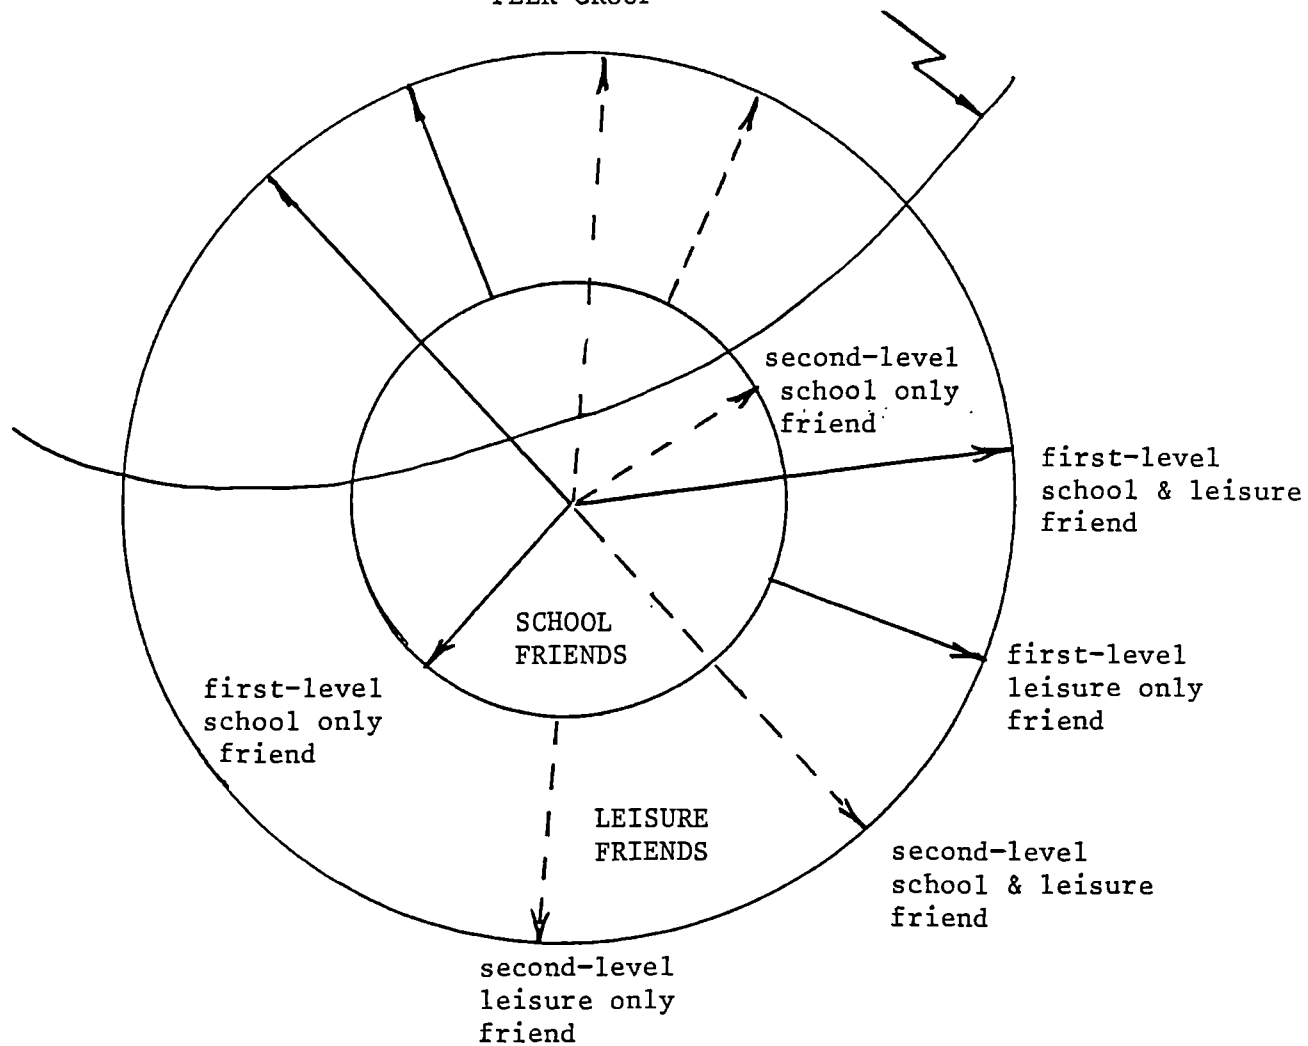 PEER GROUP
second-level
school only
friend
first-level
school & leisure
friend
SCHOOL
FRIENDS
first-level
leisure only
friend
first-level
school only
friend
LEISURE
FRIENDS
second-level
school & leisure
friend
second-level
leisure only
friend